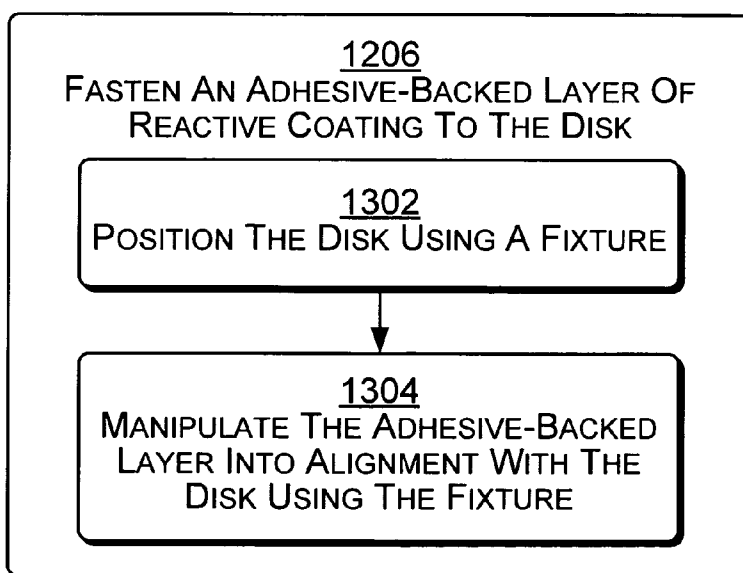 1206
FASTEN AN ADHESIVE-BACKED LAYER OF
REACTIVE COATING TO THE DISK
1302
POSITION THE DISK USING A FIXTURE
1304
MANIPULATE THE ADHESIVE-BACKED
LAYER INTO ALIGNMENT WITH THE
DISK USING THE FIXTURE